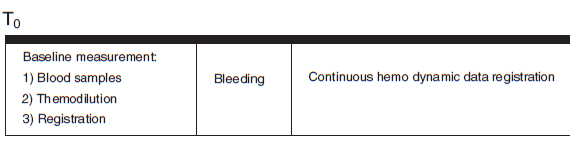 T0
Baseline measurement:
1) Blood samples
2) Themodilution
3) Registration
Bleeding
Continuous hemo dynamic data registration